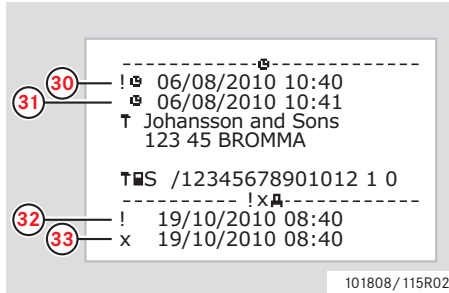 30 ! 06/08/2010 10:40
31 06/08/2010 10:41
Johansson and Sons
123 45 BROMMA
S /12345678901012 1 0
---------- !x------------
32 ! 19/10/2010 08:40
33 x 19/10/2010 08:40
101808/115R02